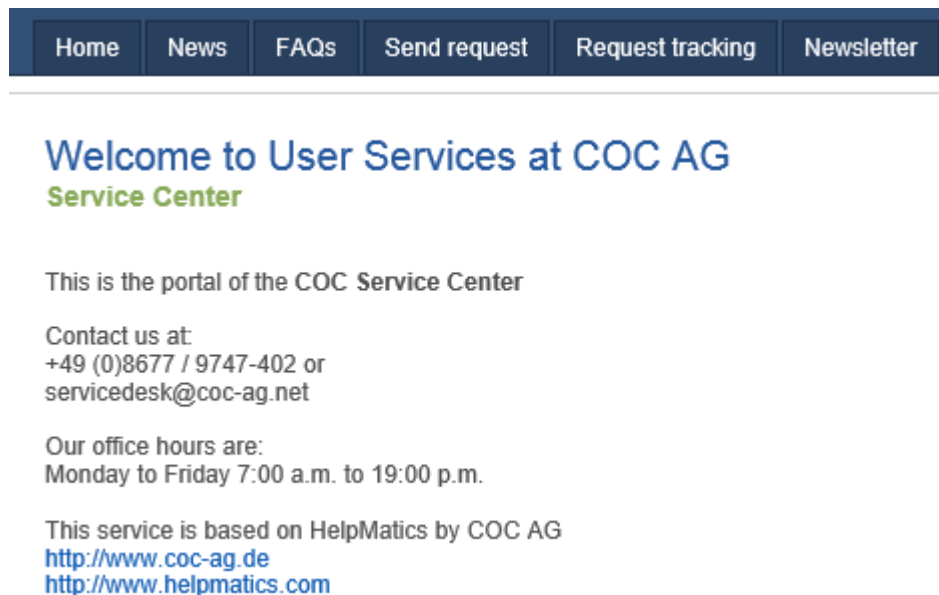 Home News FAQs Send request Request tracking Newsletter
Welcome to User Services at COC AG
Service Center
This is the portal of the COC Service Center
Contact us at:
+49 (0)8677 / 9747-402 or
servicedesk@coc-ag.net
Our office hours are:
Monday to Friday 7:00 a.m. to 19:00 p.m.
This service is based on HelpMatics by COC AG
http://www.coc-ag.de
http://www.helpmatics.com